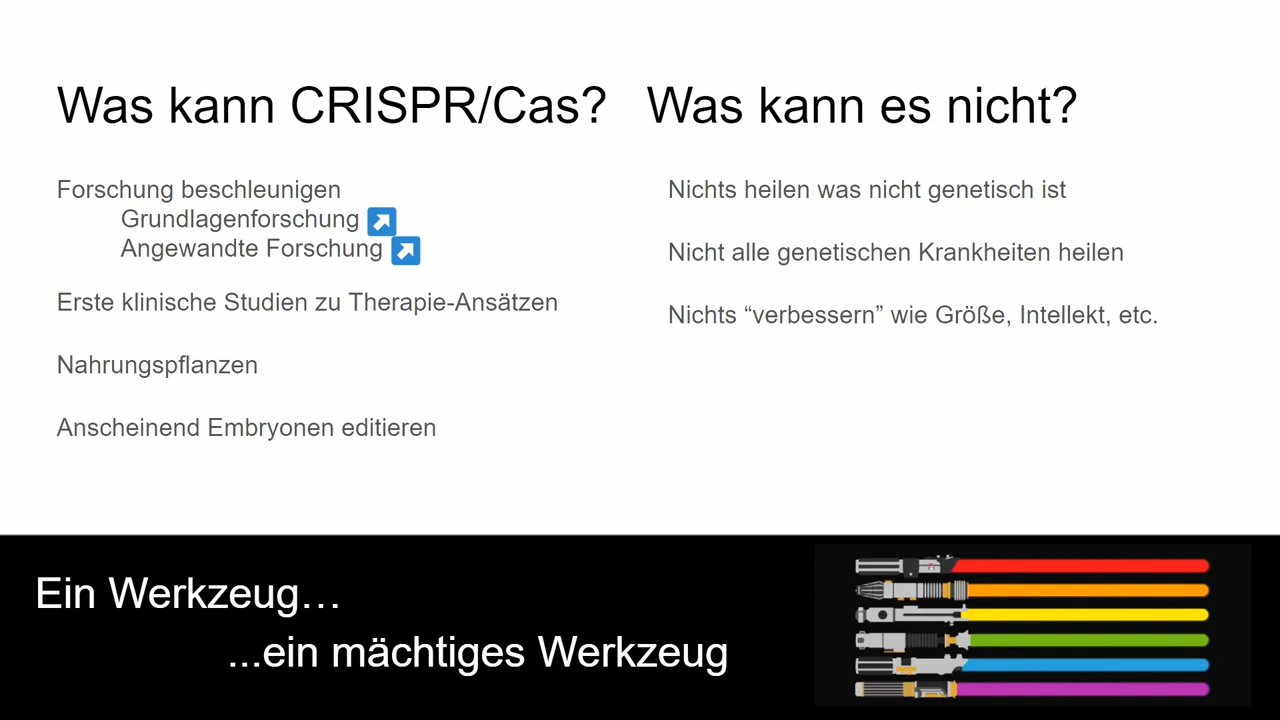 Was kann CRISPR/Cas?
Forschung beschleunigen
Grundlagenforschung
Angewandte Forschung
Erste klinische Studien zu Therapie-Ansätzen
Nahrungspflanzen
Anscheinend Embryonen editieren
Was kann es nicht?
Nichts heilen was nicht genetisch ist
Nicht alle genetischen Krankheiten heilen
Nichts “verbessern” wie Größe, Intellekt, etc.
Ein Werkzeug…
...ein mächtiges Werkzeug